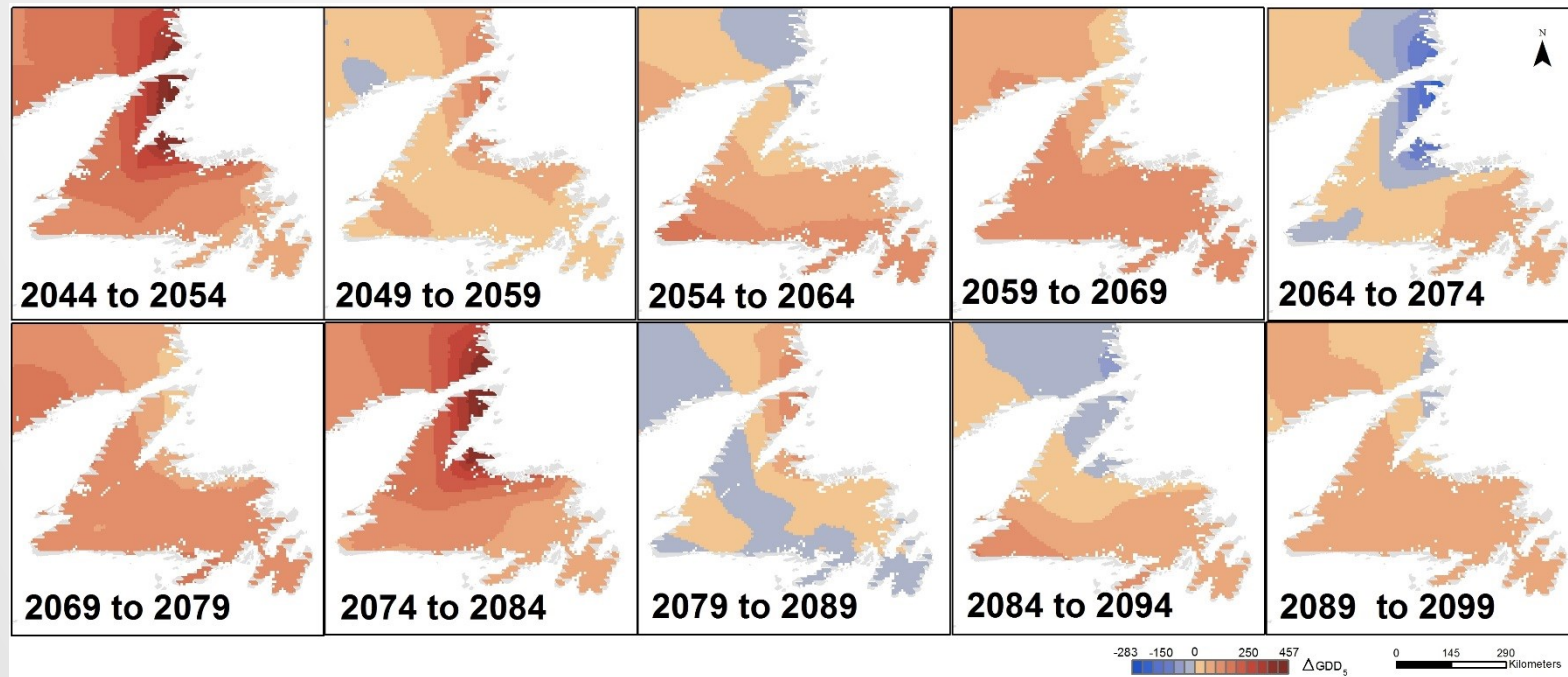 N
2044 to 2054
2049 to 2059
2054 to 2064
2059 to 2069
2064 to 2074
2069 to 2079
2074 to 2084
2079 to 2089
2084 to 2094
2089 to 2099
-283 -150 0 250 457 ΔGDD₅
0 145 290
Kilometers